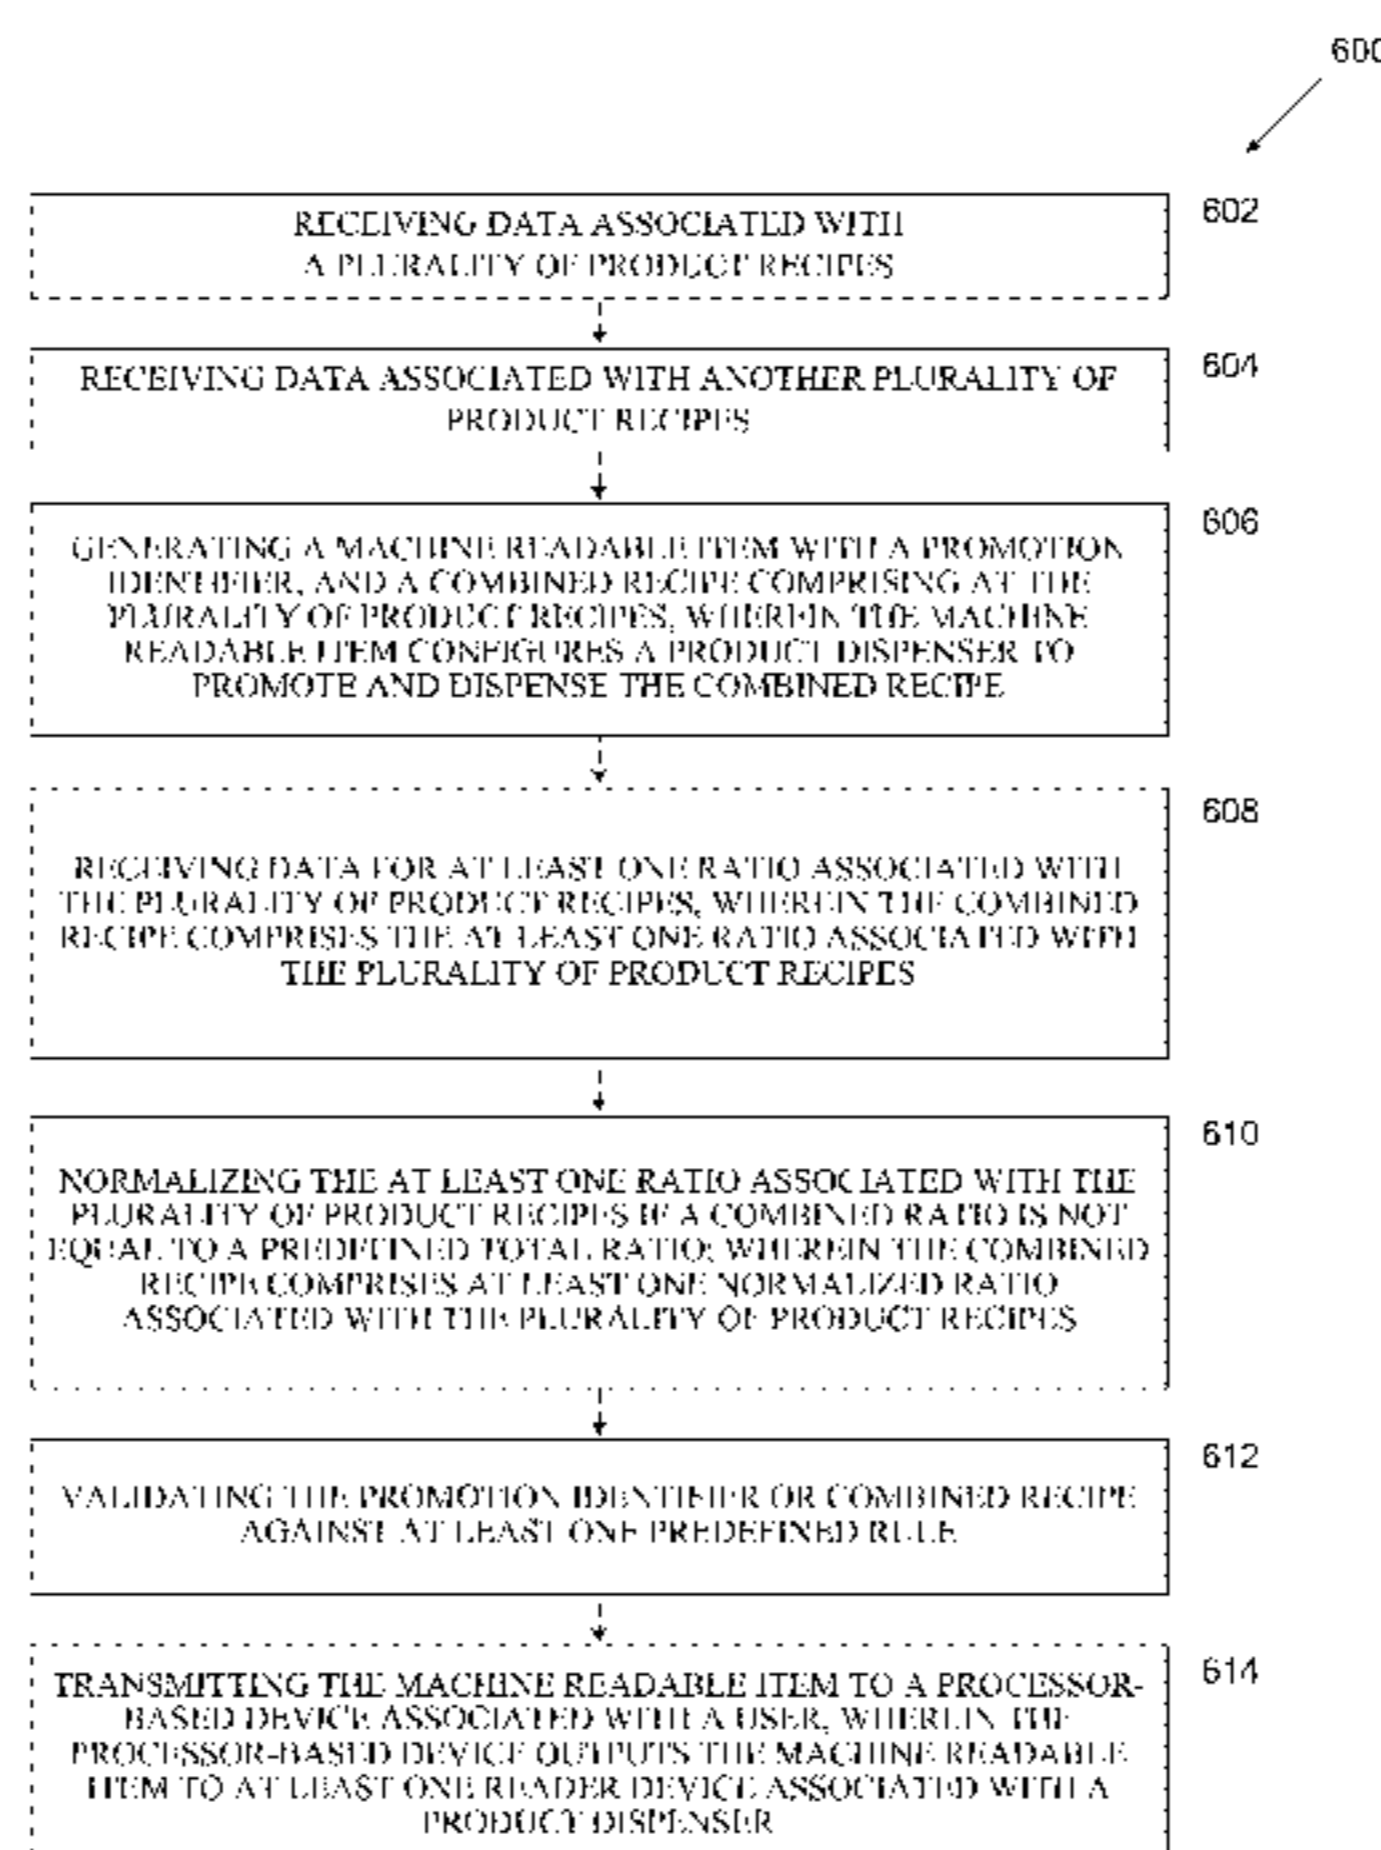 600
602
RECEIVING DATA ASSOCIATED WITH
A PLURALITY OF PRODUCT RECIPES
604
RECEIVING DATA ASSOCIATED WITH ANOTHER PLURALITY OF
PRODUCT RECIPES
606
GENERATING A MACHINE READABLE ITEM WITH A PROMOTION
IDENTIFIER, AND A COMBINED RECIPE COMPRISING AT THE
PLURALITY OF PRODUCT RECIPES, WHEREIN THE MACHINE
READABLE ITEM CONFIGURES A PRODUCT DISPENSER TO
PROMOTE AND DISPENSE THE COMBINED RECIPE
608
RECEIVING DATA FOR AT LEAST ONE RATIO ASSOCIATED WITH
THE PLURALITY OF PRODUCT RECIPES, WHEREIN THE COMBINED
RECIPE COMPRISES THE AT LEAST ONE RATIO ASSOCIATED WITH
THE PLURALITY OF PRODUCT RECIPES
610
NORMALIZING THE AT LEAST ONE RATIO ASSOCIATED WITH THE
PLURALITY OF PRODUCT RECIPES IF A COMBINED RATIO IS NOT
EQUAL TO A PREDEFINED TOTAL RATIO; WHEREIN THE COMBINED
RECIPE COMPRISES AT LEAST ONE NORMALIZED RATIO
ASSOCIATED WITH THE PLURALITY OF PRODUCT RECIPES
612
VALIDATING THE PROMOTION IDENTIFIER OR COMBINED RECIPE
AGAINST AT LEAST ONE PREDEFINED RULE
614
TRANSMITTING THE MACHINE READABLE ITEM TO A PROCESSOR-
BASED DEVICE ASSOCIATED WITH A USER, WHEREIN THE
PROCESSOR-BASED DEVICE OUTPUTS THE MACHINE READABLE
ITEM TO AT LEAST ONE READER DEVICE ASSOCIATED WITH A
PRODUCT DISPENSER